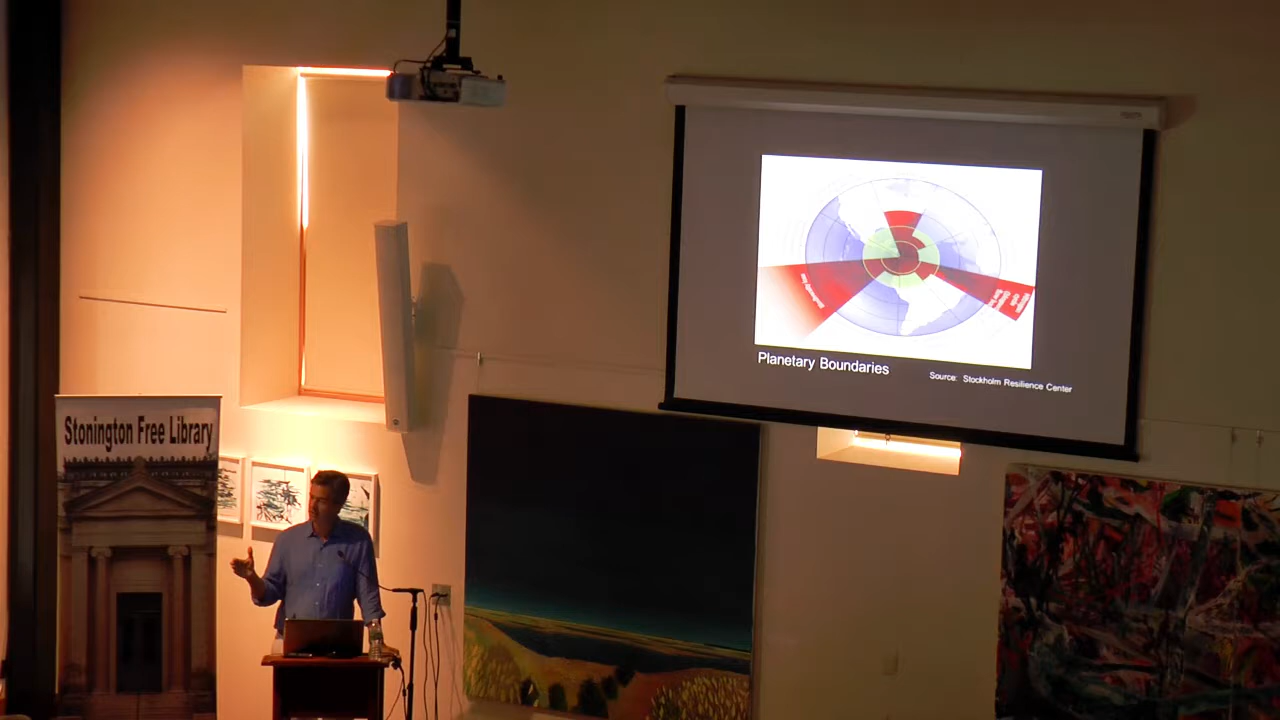 Stonington Free Library
Planetary Boundaries
Source: Stockholm Resilience Center